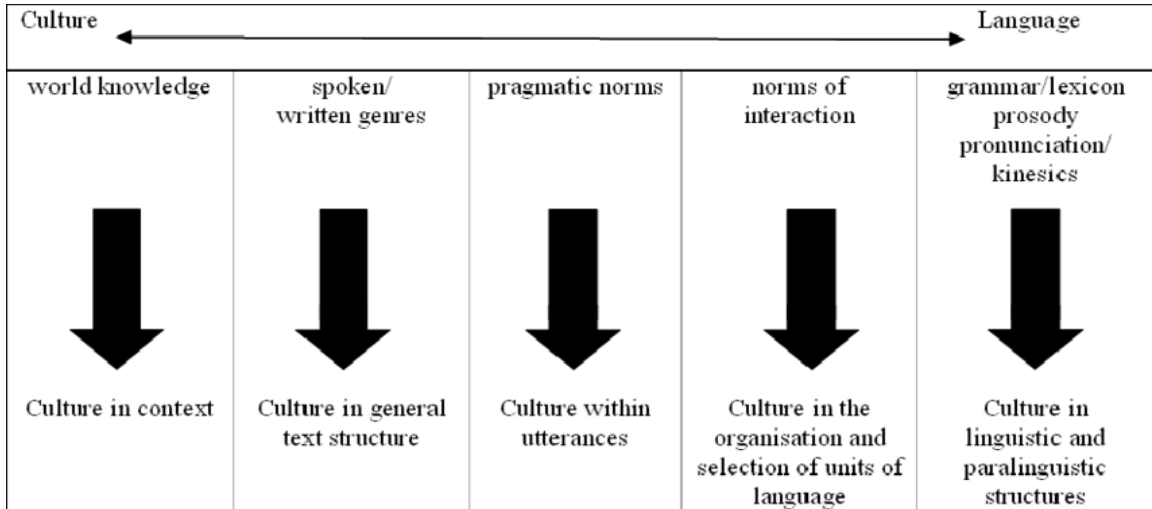 Culture
Language
world knowledge
spoken/
written genres
pragmatic norms
norms of
interaction
grammar/lexicon
prosody
pronunciation/
kinesics
Culture in context
Culture in general
text structure
Culture within
utterances
Culture in the
organisation and
selection of units of
language
Culture in
linguistic and
paralinguistic
structures